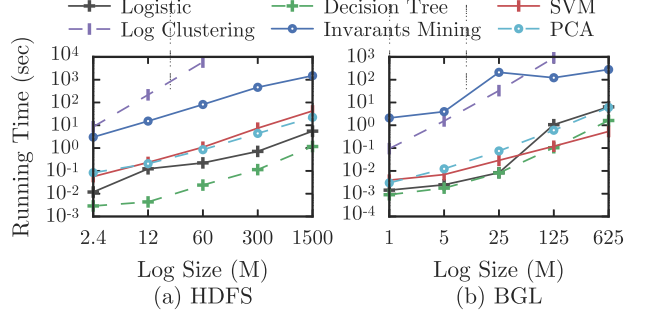 Logistic Decision Tree SVM
Log Clustering Invariants Mining PCA
Running Time (sec)
10^4
10^3
10^2
10^1
10^0
10^-1
10^-2
10^-3
2.4 12 60 300 1500
Log Size (M)
(a) HDFS
10^3
10^2
10^1
10^0
10^-1
10^-2
10^-3
10^-4
1 5 25 125 625
Log Size (M)
(b) BGL